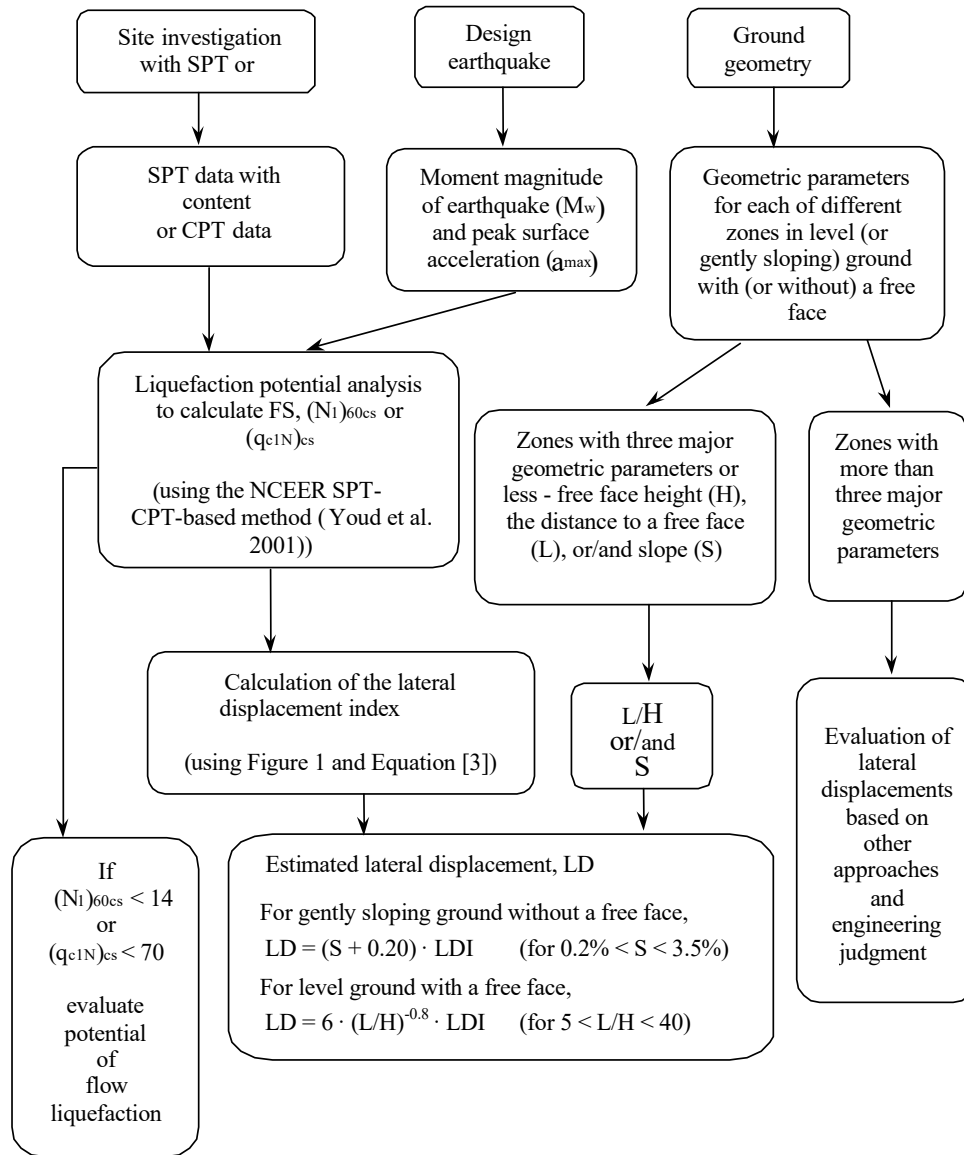 Site investigation
with SPT or
Design
earthquake
Ground
geometry
SPT data with
content
or CPT data
Moment magnitude
of earthquake (Mw)
and peak surface
acceleration (amax)
Geometric parameters
for each of different
zones in level (or
gently sloping) ground
with (or without) a free
face
Liquefaction potential analysis
to calculate FS, (N1)60cs or
(qc1N)cs
(using the NCEER SPT-
CPT-based method ( Youd et al.
2001))
Zones with three major
geometric parameters or
less - free face height (H),
the distance to a free face
(L), or/and slope (S)
Zones with
more than
three major
geometric
parameters
Calculation of the lateral
displacement index
(using Figure 1 and Equation [3])
L/H
or/and
S
Evaluation of
lateral
displacements
based on
other
approaches
and
engineering
judgment
If
(N1)60cs < 14
or
(qc1N)cs < 70
evaluate
potential
of
flow
liquefaction
Estimated lateral displacement, LD
For gently sloping ground without a free face,
LD = (S + 0.20) · LDI (for 0.2% < S < 3.5%)
For level ground with a free face,
LD = 6 · (L/H)-0.8 · LDI (for 5 < L/H < 40)